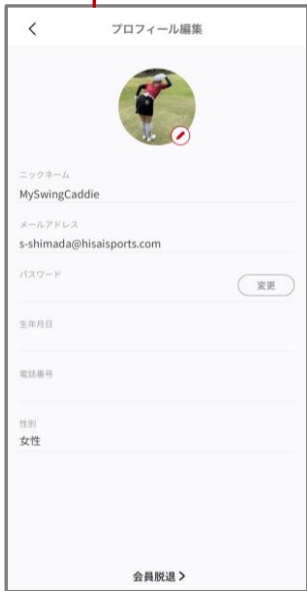 プロフィール編集
ニックネーム
MySwingCaddie
メールアドレス
s-shimada@hisaisports.com
パスワード
変更
生年月日
電話番号
性別
女性
会員脱退